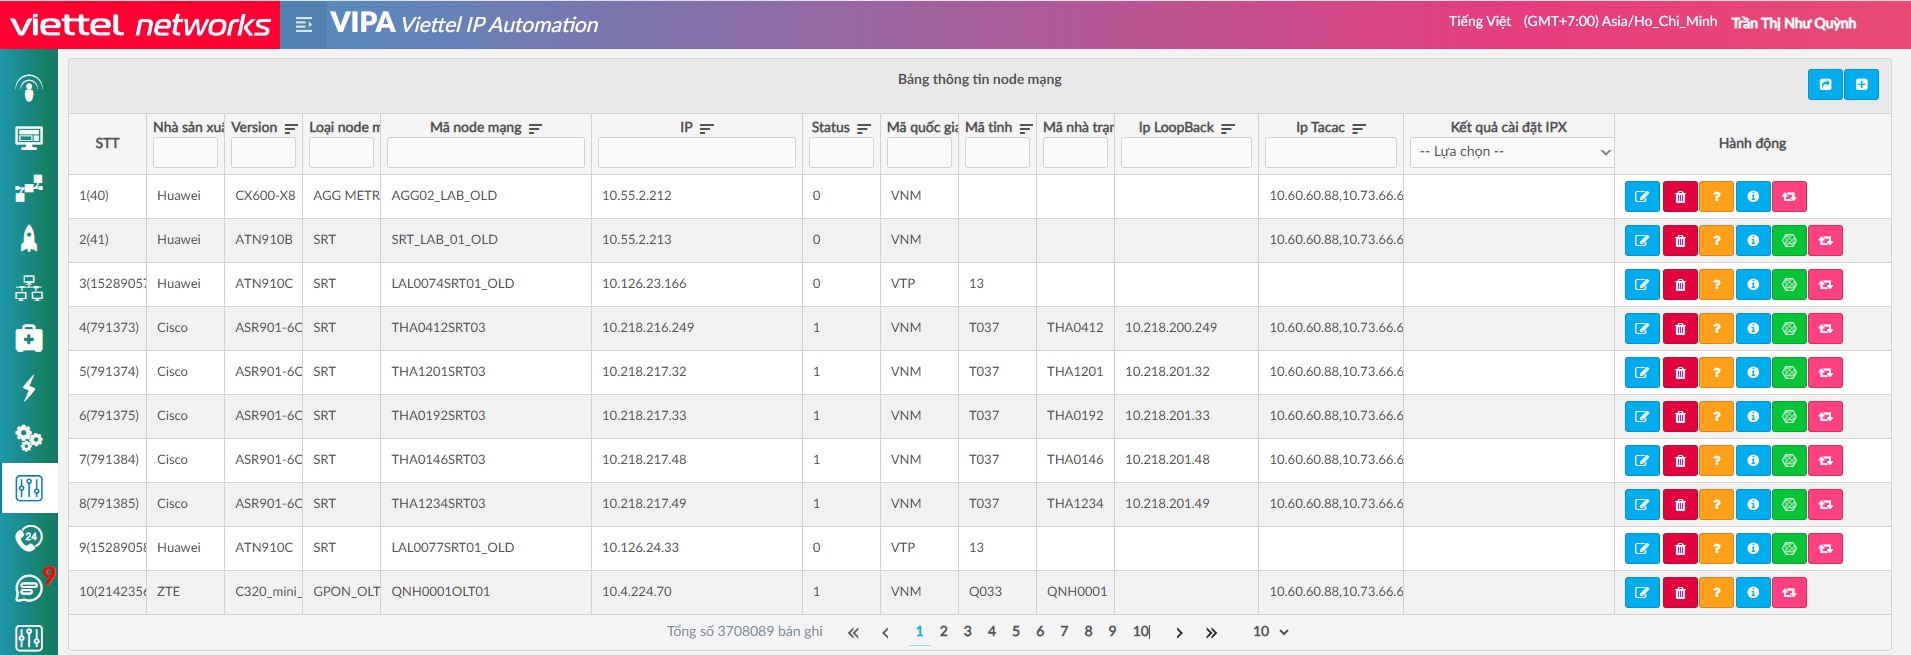 viettel networks VIPA Viettel IP Automation Tiếng Việt (GMT+7:00) Asia/Ho_Chi_Minh Trần Thị Như Quỳnh
Bảng thông tin node mạng
STT Nhà sản xuấ Version Loại node m Mã node mạng IP Status Mã quốc gia Mã tỉnh Mã nhà trạr Ip LoopBack Ip Tacac Kết quả cài đặt IPX Hành động
-- Lựa chọn --
1(40) Huawei CX600-X8 AGG METR AGG02_LAB_OLD 10.55.2.212 0 VNM 10.60.60.88,10.73.66.6
2(41) Huawei ATN910B SRT SRT_LAB_01_OLD 10.55.2.213 0 VNM 10.60.60.88,10.73.66.6
3(15289057 Huawei ATN910C SRT LAL0074SRT01_OLD 10.126.23.166 0 VTP 13
4(791373) Cisco ASR901-6C SRT THA0412SRT03 10.218.216.249 1 VNM T037 THA0412 10.218.200.249 10.60.60.88,10.73.66.6
5(791374) Cisco ASR901-6C SRT THA1201SRT03 10.218.217.32 1 VNM T037 THA1201 10.218.201.32 10.60.60.88,10.73.66.6
6(791375) Cisco ASR901-6C SRT THA0192SRT03 10.218.217.33 1 VNM T037 THA0192 10.218.201.33 10.60.60.88,10.73.66.6
7(791384) Cisco ASR901-6C SRT THA0146SRT03 10.218.217.48 1 VNM T037 THA0146 10.218.201.48 10.60.60.88,10.73.66.6
8(791385) Cisco ASR901-6C SRT THA1234SRT03 10.218.217.49 1 VNM T037 THA1234 10.218.201.49 10.60.60.88,10.73.66.6
9(15289058 Huawei ATN910C SRT LAL0077SRT01_OLD 10.126.24.33 0 VTP 13
24
9
10(2142356 ZTE C320_mini_ GPON_OLT QNH0001OLT01 10.4.224.70 1 VNM Q033 QNH0001 10.60.60.88,10.73.66.6
Tổng số 3708089 bản ghi « ‹ 1 2 3 4 5 6 7 8 9 10 › » 10